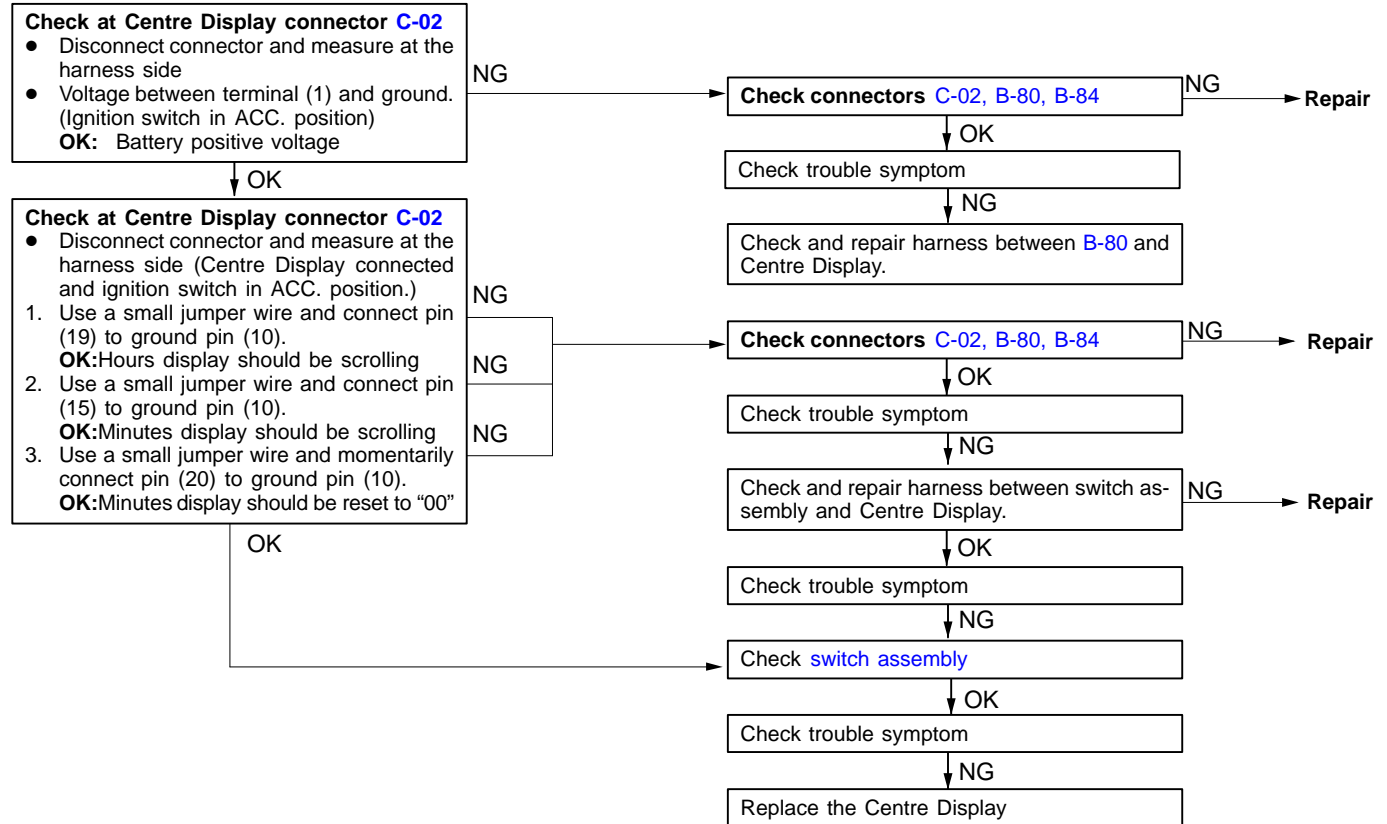 Check at Centre Display connector C-02
● Disconnect connector and measure at the
harness side
● Voltage between terminal (1) and ground.
(Ignition switch in ACC. position)
OK: Battery positive voltage
NG
Check connectors C-02, B-80, B-84
NG
Repair
OK
Check trouble symptom
NG
Check and repair harness between B-80 and
Centre Display.
OK
Check at Centre Display connector C-02
● Disconnect connector and measure at the
harness side (Centre Display connected
and ignition switch in ACC. position.)
1. Use a small jumper wire and connect pin
(19) to ground pin (10).
OK:Hours display should be scrolling
2. Use a small jumper wire and connect pin
(15) to ground pin (10).
OK:Minutes display should be scrolling
3. Use a small jumper wire and momentarily
connect pin (20) to ground pin (10).
OK:Minutes display should be reset to “00”
NG
NG
NG
OK
Check connectors C-02, B-80, B-84
NG
Repair
OK
Check trouble symptom
NG
Check and repair harness between switch as-
sembly and Centre Display.
NG
Repair
OK
Check trouble symptom
NG
Check switch assembly
OK
Check trouble symptom
NG
Replace the Centre Display